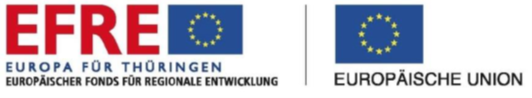 EFRE
EUROPA FÜR THÜRINGEN
EUROPÄISCHER FONDS FÜR REGIONALE ENTWICKLUNG
EUROPÄISCHE UNION